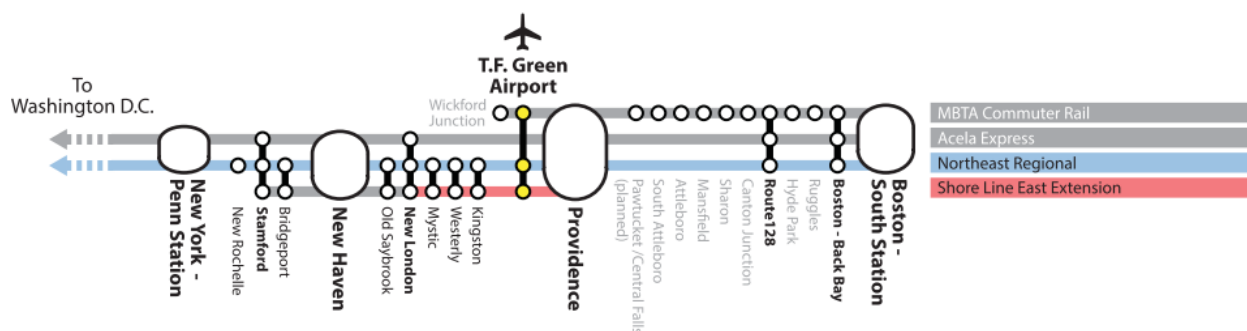 To
Washington D.C.
T.F. Green
Airport
Wickford
Junction
MBTA Commuter Rail
Acela Express
Northeast Regional
Shore Line East Extension
New York -
Penn Station
New Rochelle
Stamford
Bridgeport
New Haven
Old Saybrook
New London
Mystic
Westerly
Kingston
Providence
Pawtucket /Central Falls
(planned)
South Attleboro
Attleboro
Mansfield
Sharon
Canton Junction
Route128
Hyde Park
Ruggles
Boston - Back Bay
Boston -
South Station